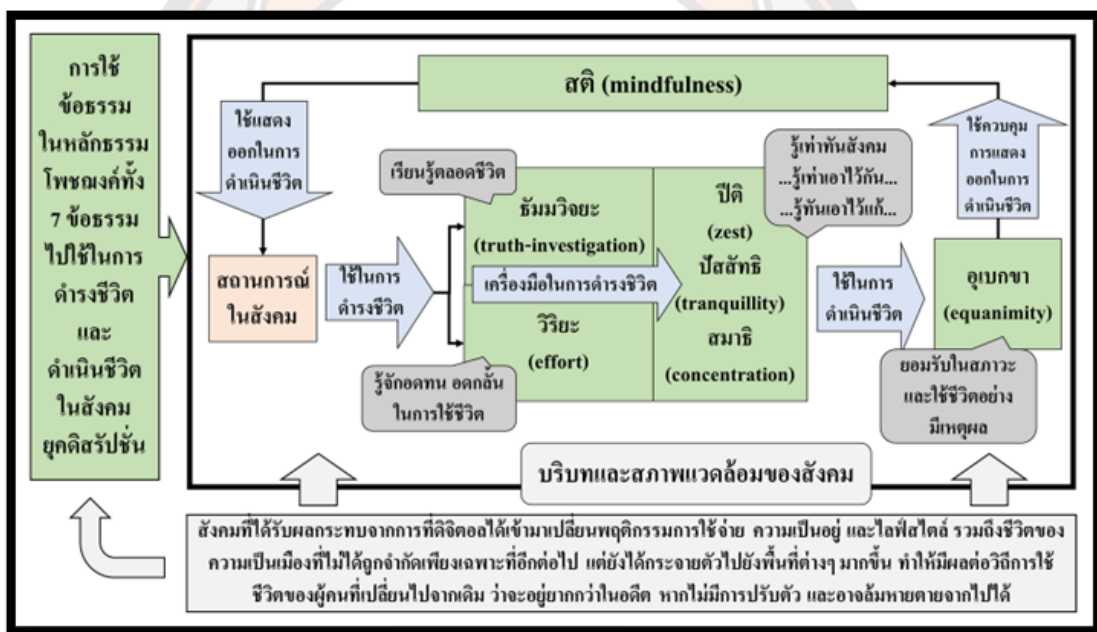 การใช้
ข้อธรรม
ในหลักธรรม
โพชฌงค์ทั้ง
7 ข้อธรรม
ไปใช้ในการ
ดำรงชีวิต
และ
ดำเนินชีวิต
ในสังคม
ยุคดิสรัปชั่น
สติ (mindfulness)
ใช้แสดง
ออกในการ
ดำเนินชีวิต
สถานการณ์
ในสังคม
ใช้ในการ
ดำรงชีวิต
เรียนรู้ตลอดชีวิต
ธัมมวิจยะ
(truth-investigation)
เครื่องมือในการดำรงชีวิต
วิริยะ
(effort)
รู้จักอดทน อดกลั้น
ในการใช้ชีวิต
รู้เท่าทันสังคม
...รู้เท่าเอาไว้กัน...
...รู้ทันเอาไว้แก้...
ปีติ
(zest)
ปัสสัทธิ
(tranquillity)
สมาธิ
(concentration)
ใช้ในการ
ดำเนินชีวิต
ใช้ควบคุม
การแสดง
ออกในการ
ดำเนินชีวิต
อุเบกขา
(equanimity)
ยอมรับในสภาวะ
และใช้ชีวิตอย่าง
มีเหตุผล
บริบทและสภาพแวดล้อมของสังคม
สังคมที่ได้รับผลกระทบจากการที่ดิจิตอลได้เข้ามาเปลี่ยนพฤติกรรมการใช้จ่าย ความเป็นอยู่ และไลฟ์สไตล์ รวมถึงชีวิตของ
ความเป็นเมืองที่ไม่ได้ถูกจำกัดเพียงเฉพาะที่อีกต่อไป แต่ยังได้กระจายตัวไปยังพื้นที่ต่างๆ มากขึ้น ทำให้มีผลต่อวิถีการใช้
ชีวิตของผู้คนที่เปลี่ยนไปจากเดิม ว่าจะอยู่ยากกว่าในอดีต หากไม่มีการปรับตัว และอาจล้มหายตายจากไปได้